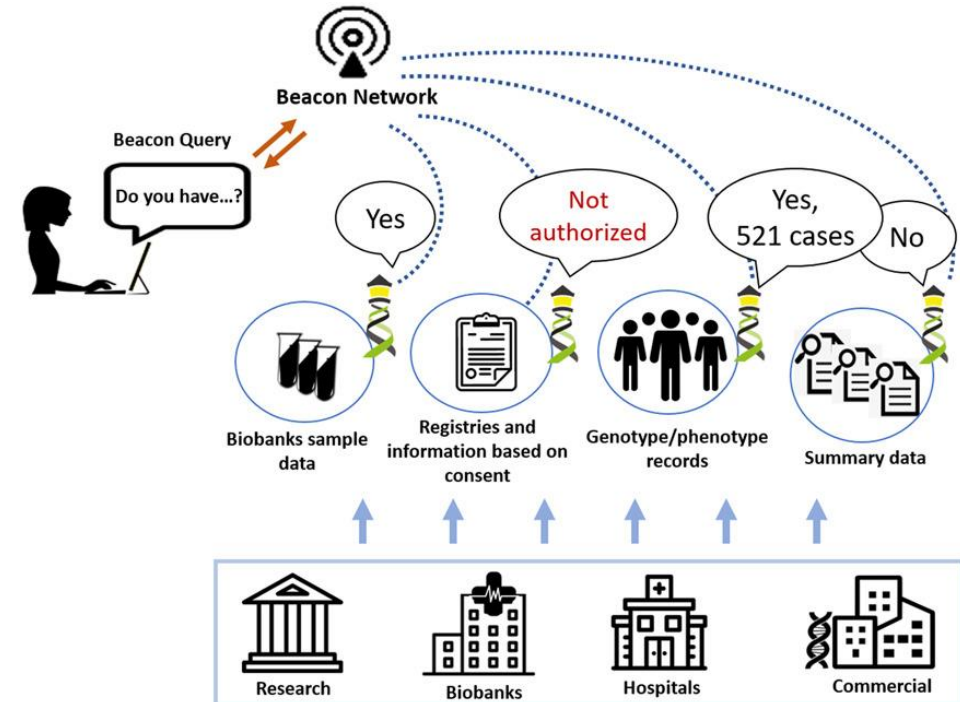 Beacon Network
Beacon Query
Do you have...?
Yes
Not
authorized
Yes,
521 cases
No
Biobanks sample
data
Registries and
information based on
consent
Genotype/phenotype
records
Summary data
Research
Biobanks
Hospitals
Commercial